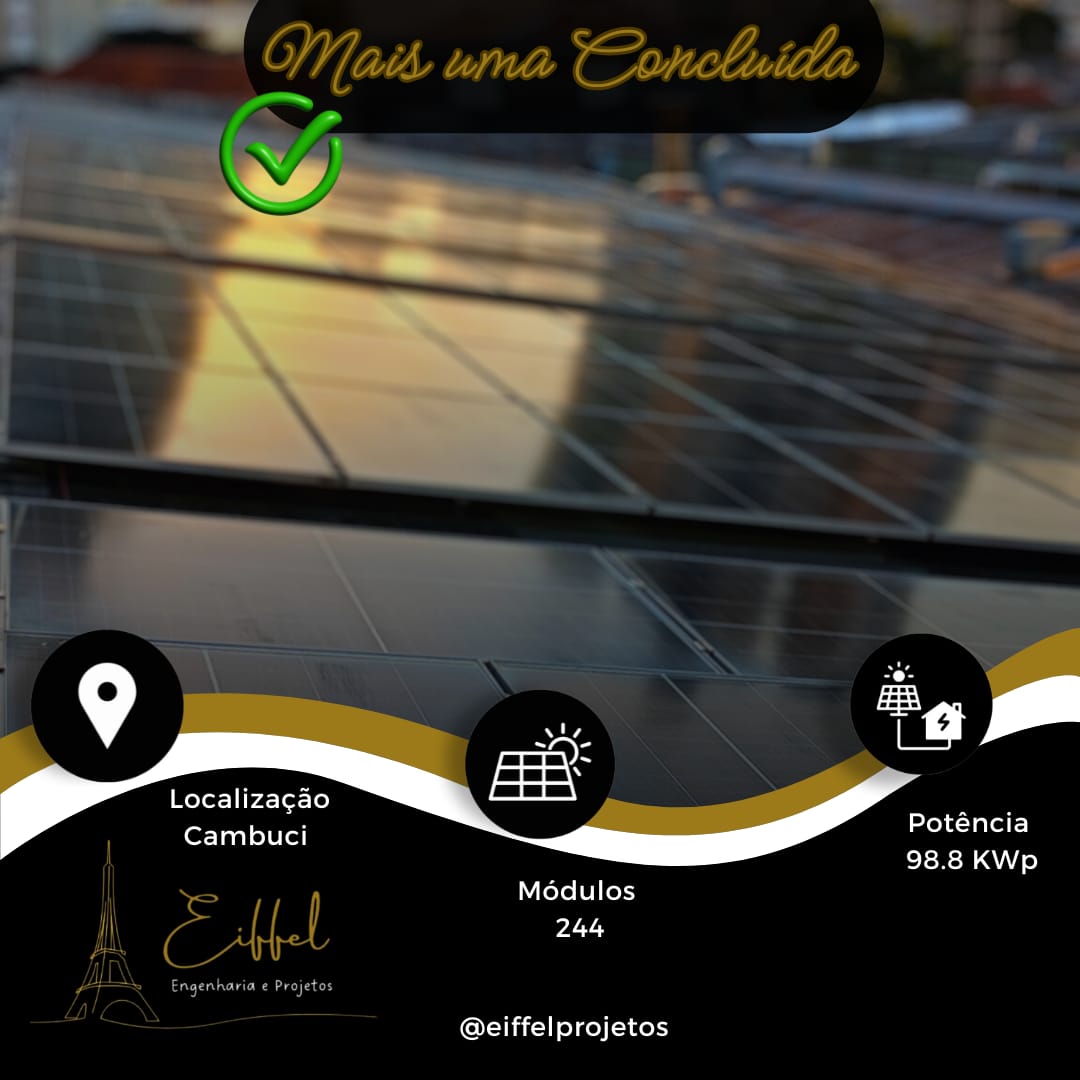 Mais uma Concluída
Localização
Cambuci
Módulos
244
Potência
98.8 KWp
Eiffel
Engenharia e Projetos
@eiffelprojetos